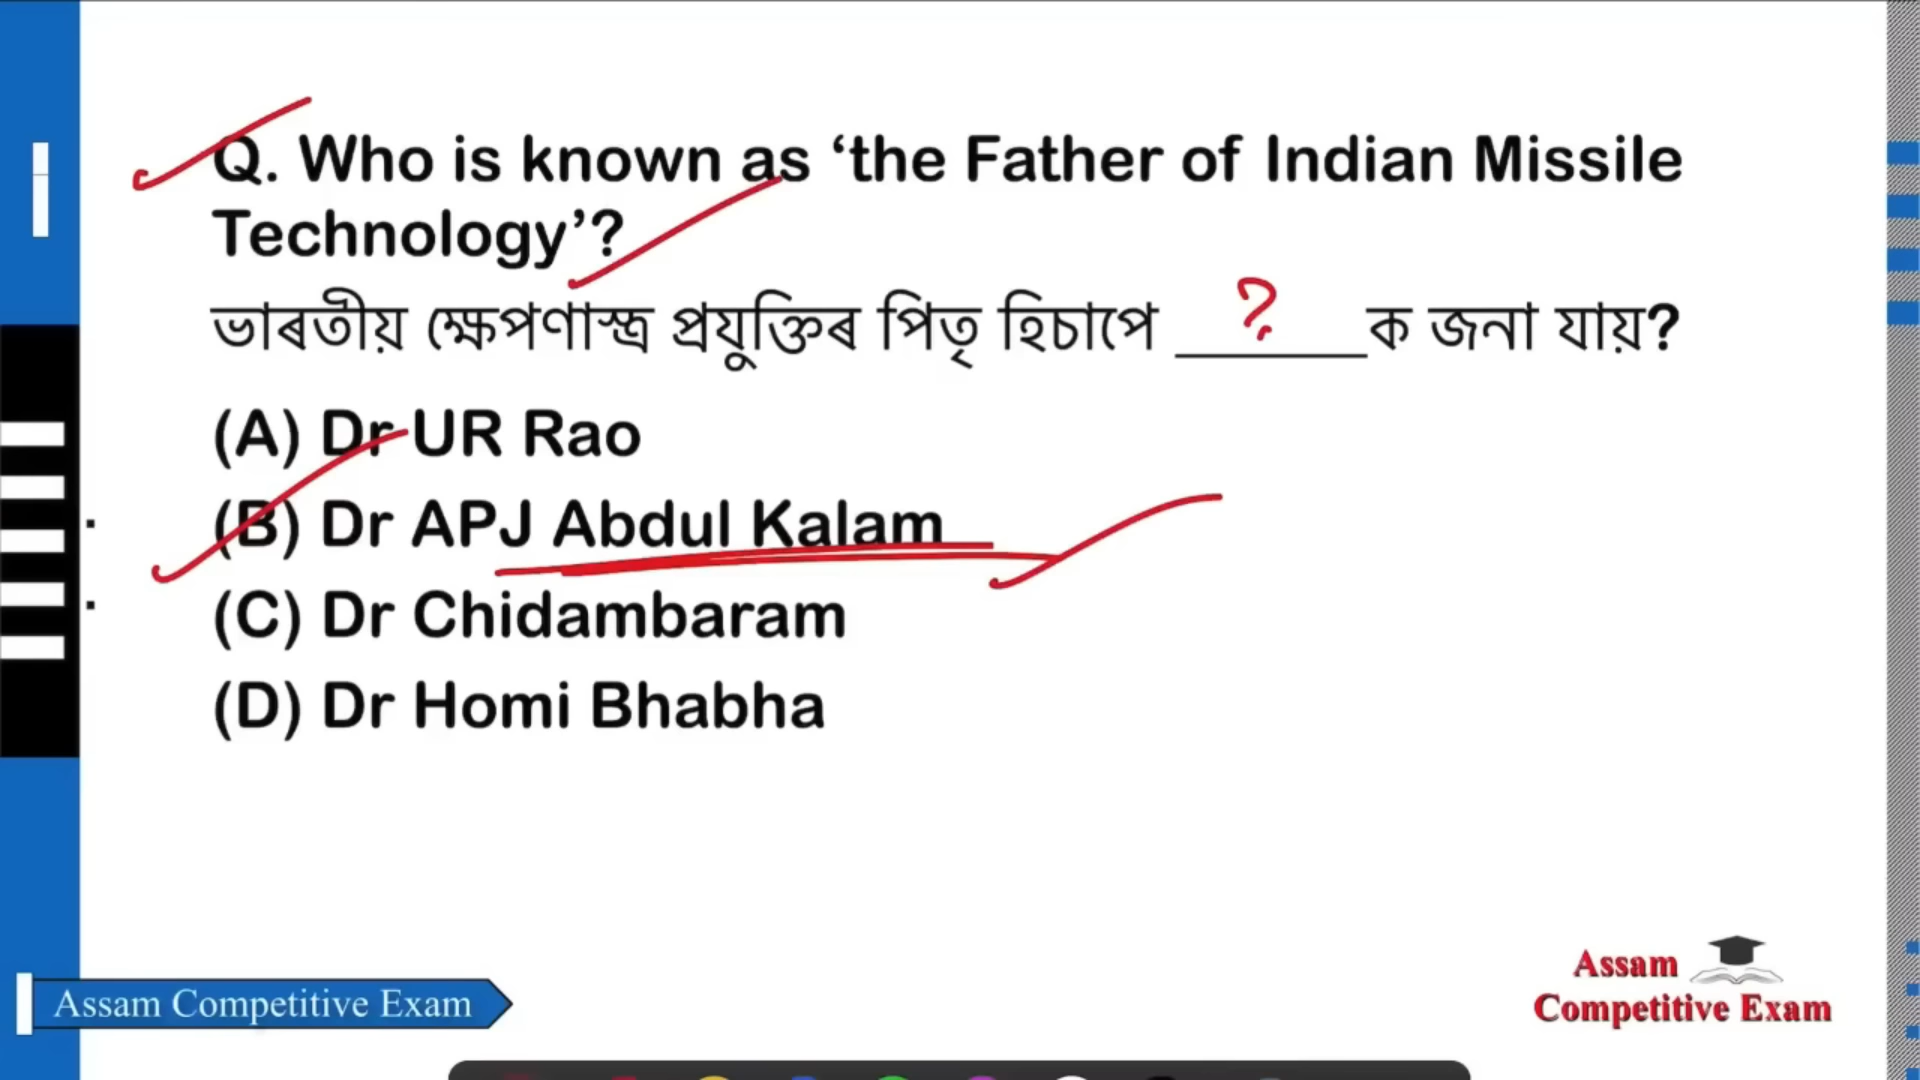 Q. Who is known as ‘the Father of Indian Missile
Technology’?
ভাৰতীয় ক্ষেপণাস্ত্ৰ প্ৰযুক্তিৰ পিতৃ হিচাপে ______ক জনা যায়?
?
(A) Dr UR Rao
(B) Dr APJ Abdul Kalam
(C) Dr Chidambaram
(D) Dr Homi Bhabha
Assam Competitive Exam
Assam
Competitive Exam